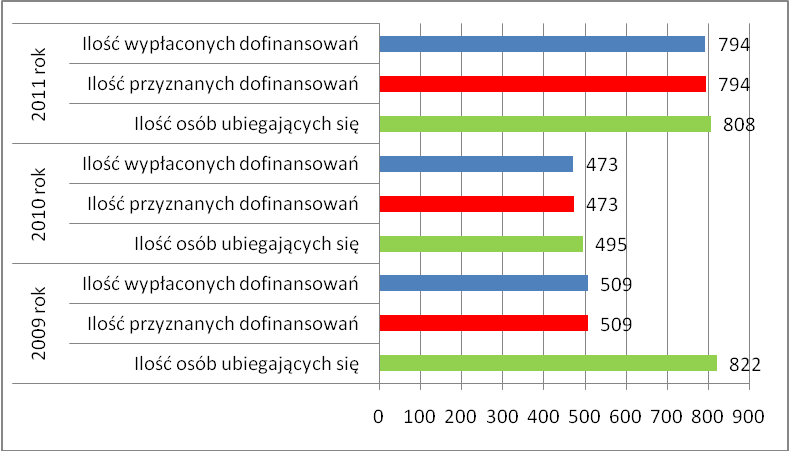 2011 rok
Ilość wypłaconych dofinansowań 794
Ilość przyznanych dofinansowań 794
Ilość osób ubiegających się 808
2010 rok
Ilość wypłaconych dofinansowań 473
Ilość przyznanych dofinansowań 473
Ilość osób ubiegających się 495
2009 rok
Ilość wypłaconych dofinansowań 509
Ilość przyznanych dofinansowań 509
Ilość osób ubiegających się 822
0 100 200 300 400 500 600 700 800 900